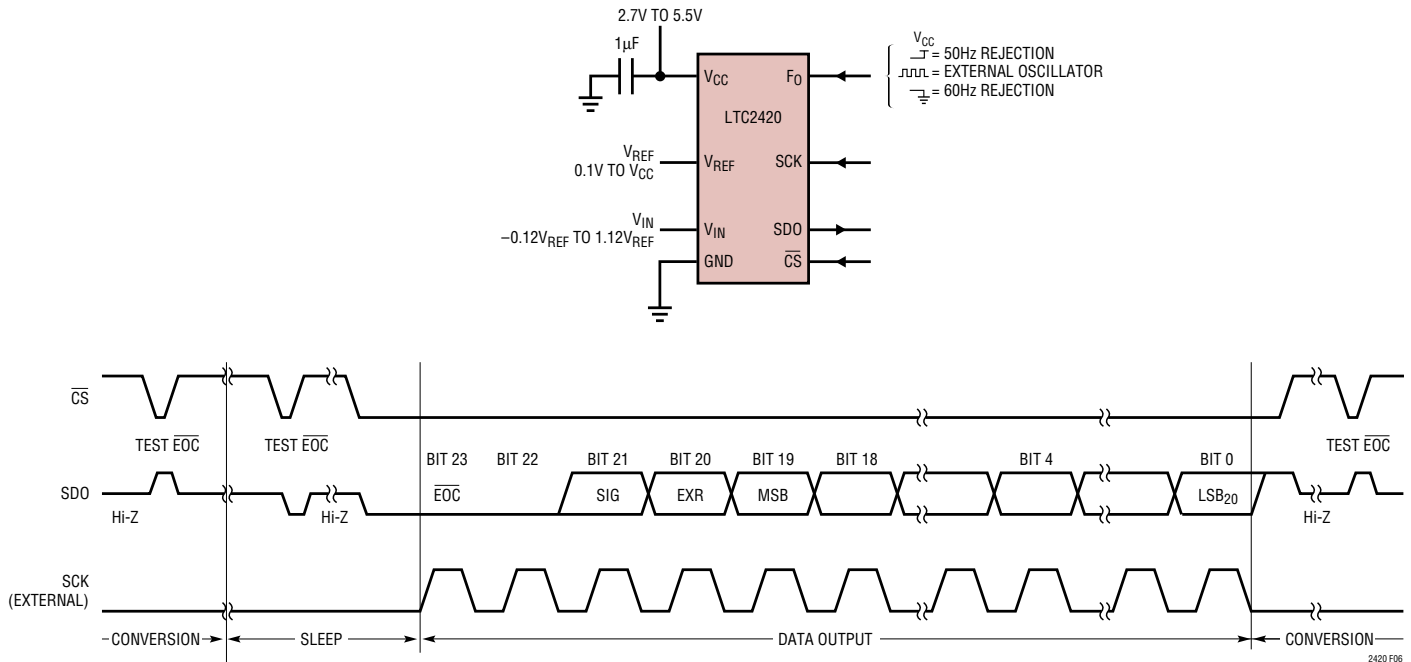 2.7V TO 5.5V
1µF
VCC
FO
VCC
= 50Hz REJECTION
= EXTERNAL OSCILLATOR
= 60Hz REJECTION
LTC2420
VREF
0.1V TO VCC
VREF
SCK
VIN
−0.12VREF TO 1.12VREF
VIN
SDO
GND
CS
CS
TEST EOC
TEST EOC
TEST EOC
BIT 23
BIT 22
BIT 21
BIT 20
BIT 19
BIT 18
BIT 4
BIT 0
SDO
EOC
SIG
EXR
MSB
LSB20
Hi-Z
Hi-Z
Hi-Z
SCK
(EXTERNAL)
CONVERSION
SLEEP
DATA OUTPUT
CONVERSION
2420 F06